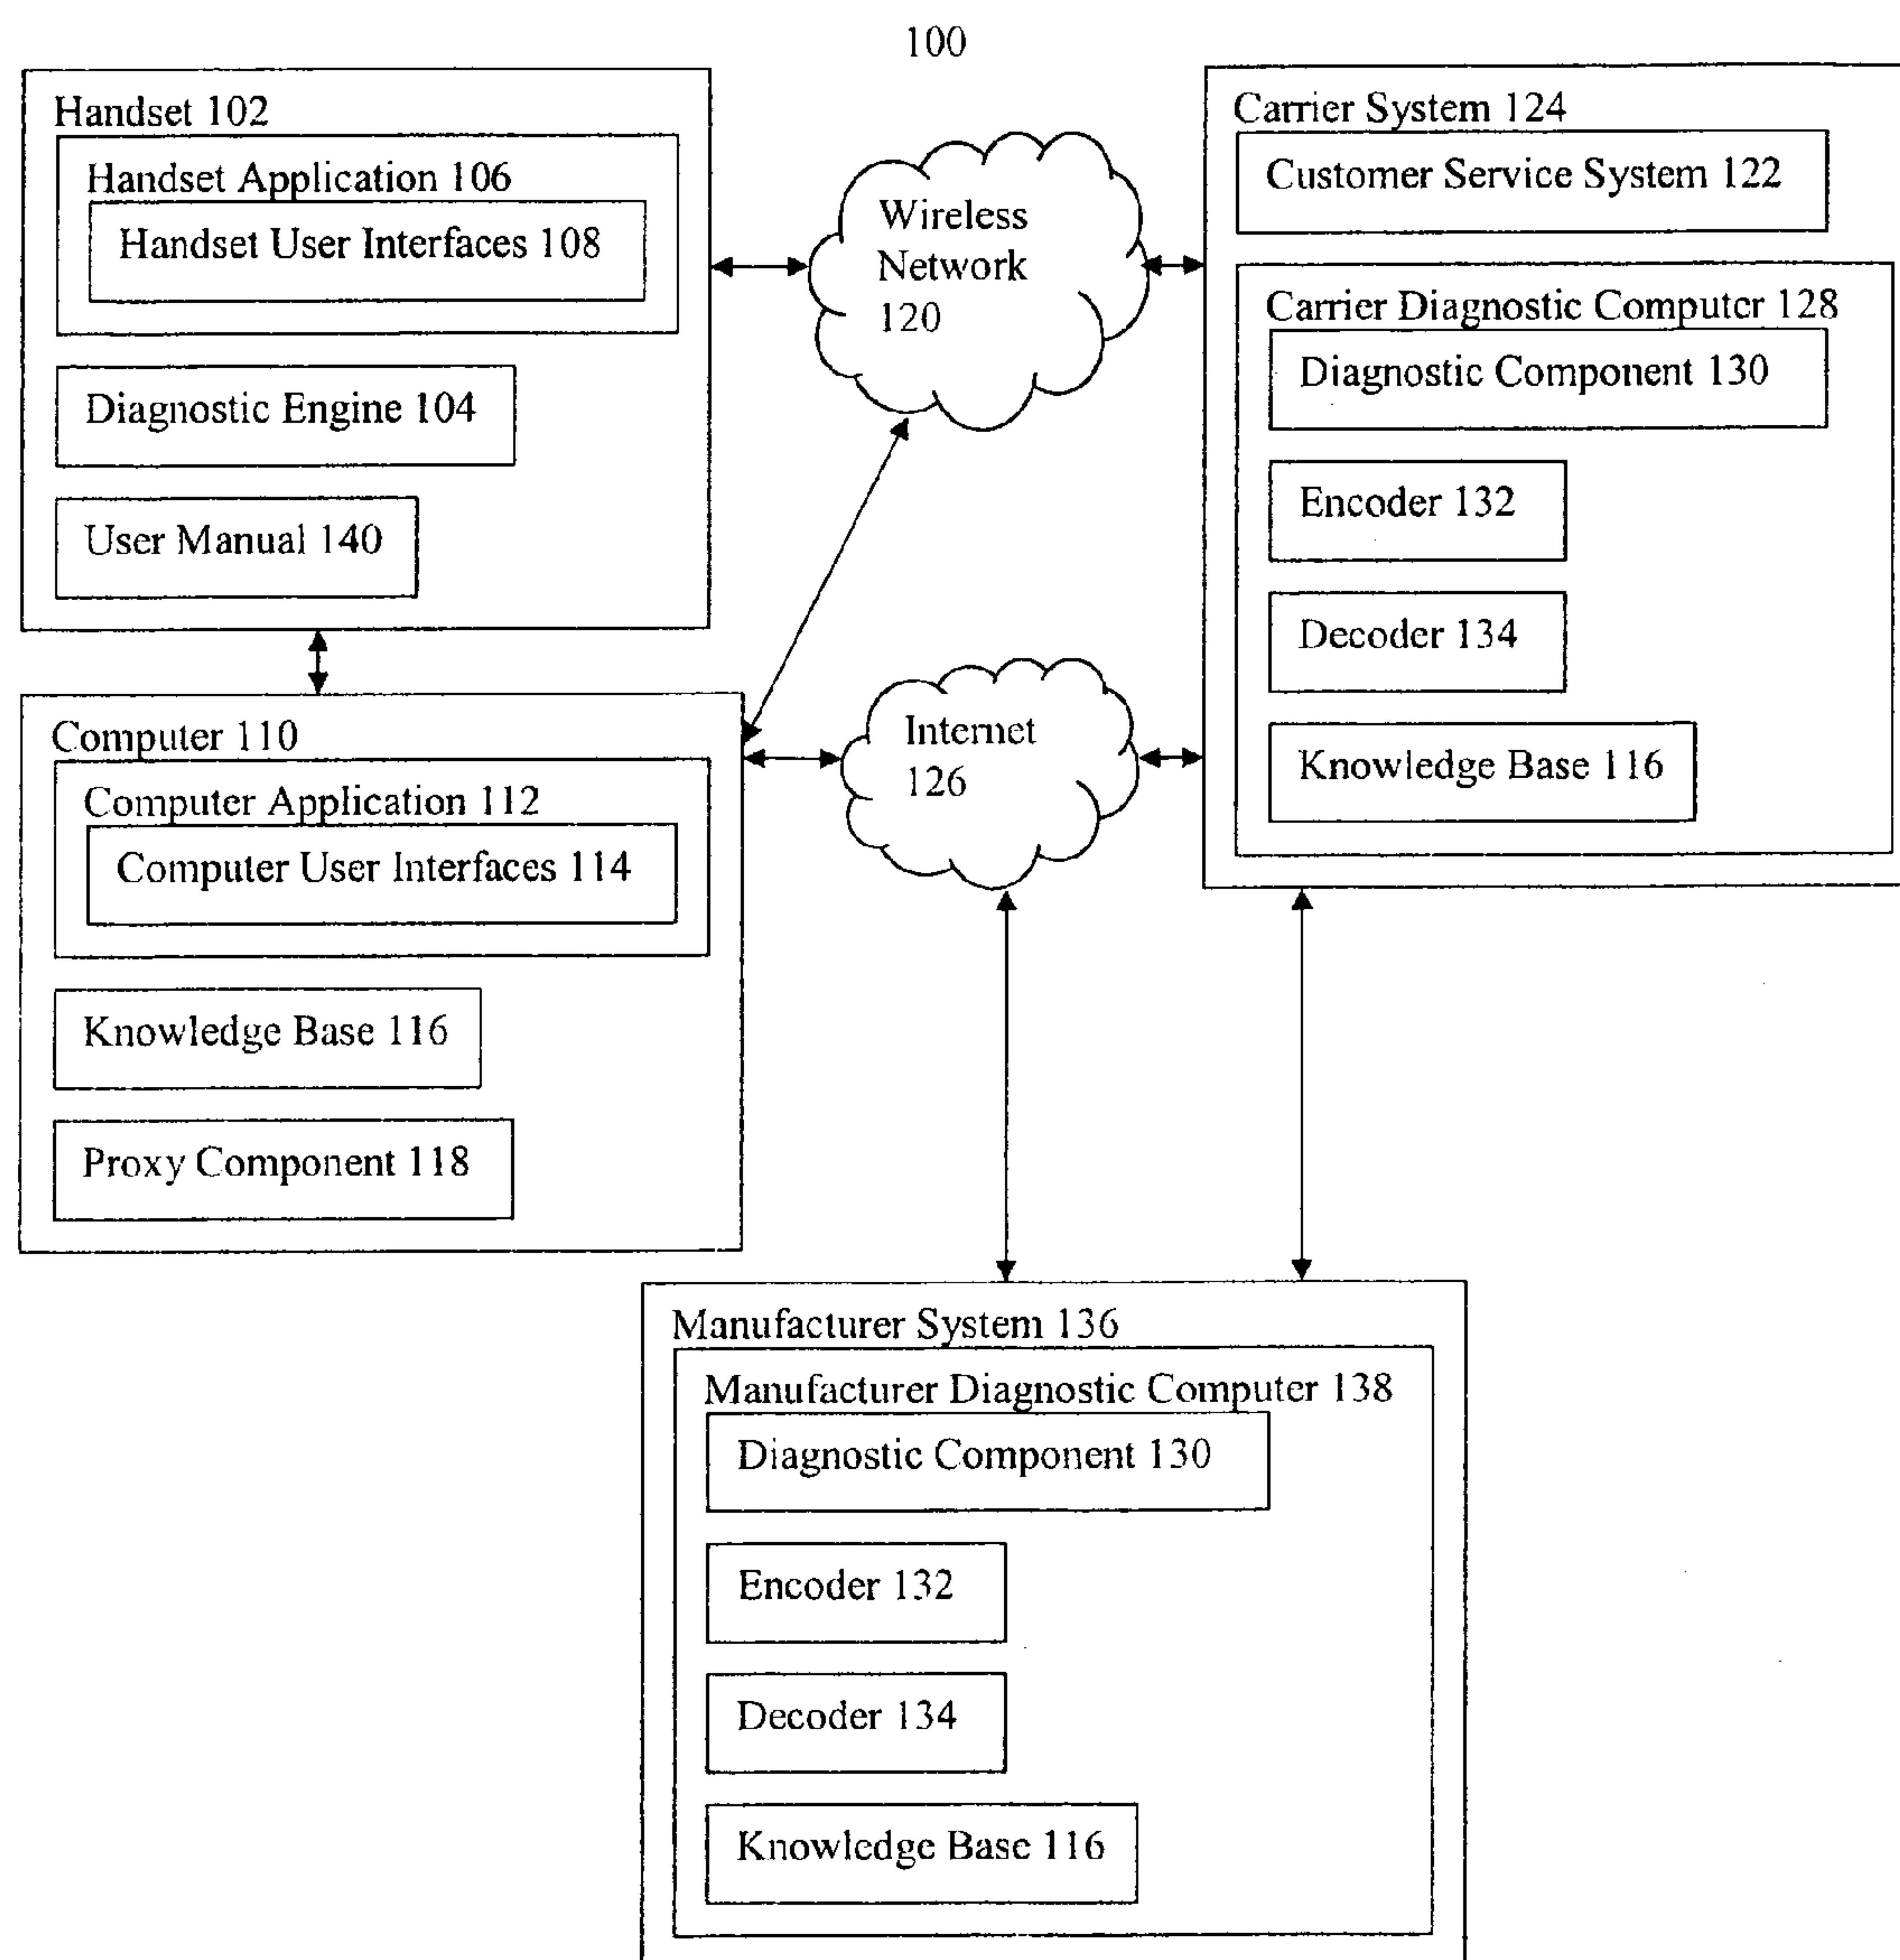 100
Handset 102
Handset Application 106
Handset User Interfaces 108
Diagnostic Engine 104
User Manual 140
Wireless
Network
120
Carrier System 124
Customer Service System 122
Carrier Diagnostic Computer 128
Diagnostic Component 130
Encoder 132
Decoder 134
Knowledge Base 116
Computer 110
Computer Application 112
Computer User Interfaces 114
Knowledge Base 116
Proxy Component 118
Internet
126
Manufacturer System 136
Manufacturer Diagnostic Computer 138
Diagnostic Component 130
Encoder 132
Decoder 134
Knowledge Base 116